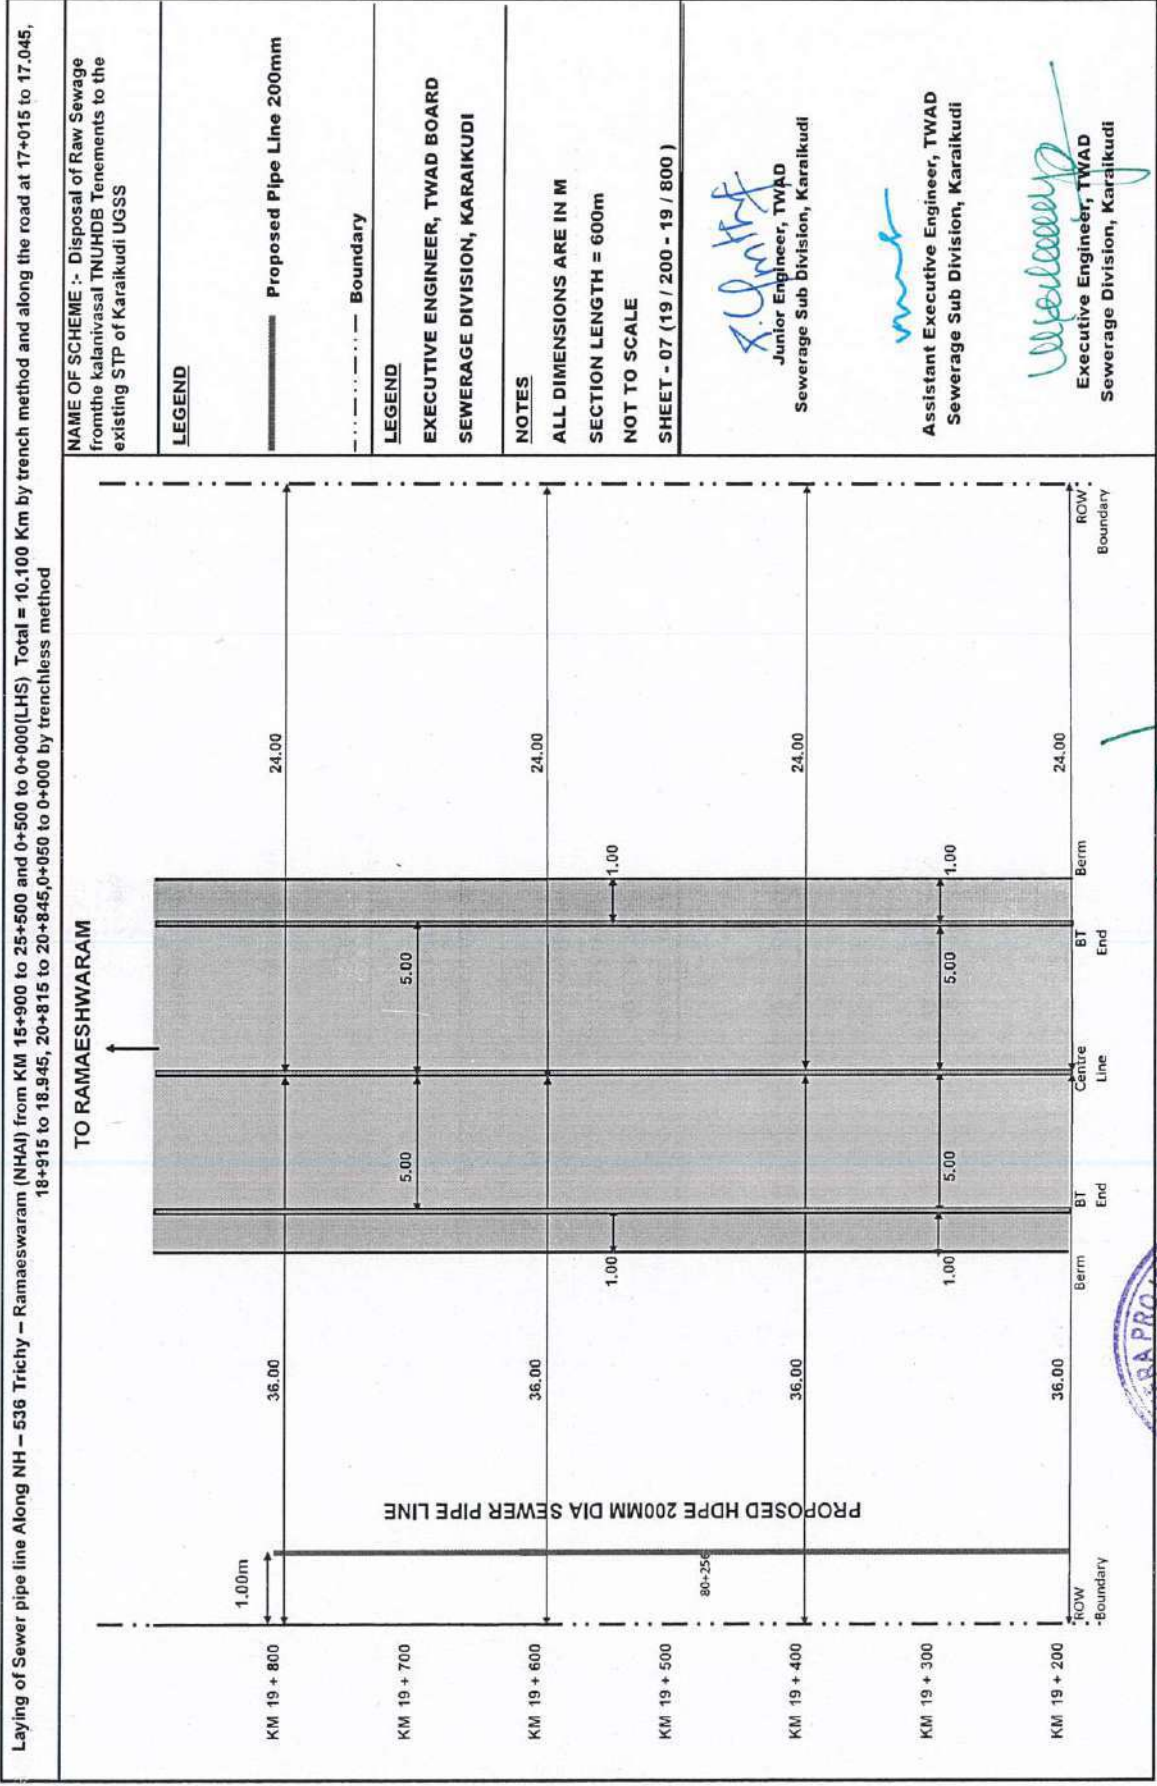 Laying of Sewer pipe line Along NH – 536 Trichy – Ramaeswaram (NHAI) from KM 15+900 to 25+500 and 0+500 to 0+000(LHS) Total = 10.100 Km by trench method and along the road at 17+015 to 17.045,
18+915 to 18.945, 20+815 to 20+845,0+050 to 0+000 by trenchless method
TO RAMAESHWARAM
KM 19 + 800
KM 19 + 700
KM 19 + 600
KM 19 + 500
KM 19 + 400
KM 19 + 300
KM 19 + 200
1.00m
36.00
24.00
5.00
5.00
36.00
24.00
1.00
1.00
PROPOSED HDPE 200MM DIA SEWER PIPE LINE
80+256
36.00
24.00
1.00
5.00
5.00
1.00
36.00
24.00
ROW
Boundary
Berm
BT
End
Centre
Line
BT
End
Berm
ROW
Boundary
NAME OF SCHEME :- Disposal of Raw Sewage
fromthe kalanivasal TNUHDB Tenements to the
existing STP of Karaikudi UGSS
LEGEND
Proposed Pipe Line 200mm
Boundary
LEGEND
EXECUTIVE ENGINEER, TWAD BOARD
SEWERAGE DIVISION, KARAIKUDI
NOTES
ALL DIMENSIONS ARE IN M
SECTION LENGTH = 600m
NOT TO SCALE
SHEET - 07 (19 / 200 - 19 / 800 )
Junior Engineer, TWAD
Sewerage Sub Division, Karaikudi
Assistant Executive Engineer, TWAD
Sewerage Sub Division, Karaikudi
Executive Engineer, TWAD
Sewerage Division, Karaikudi